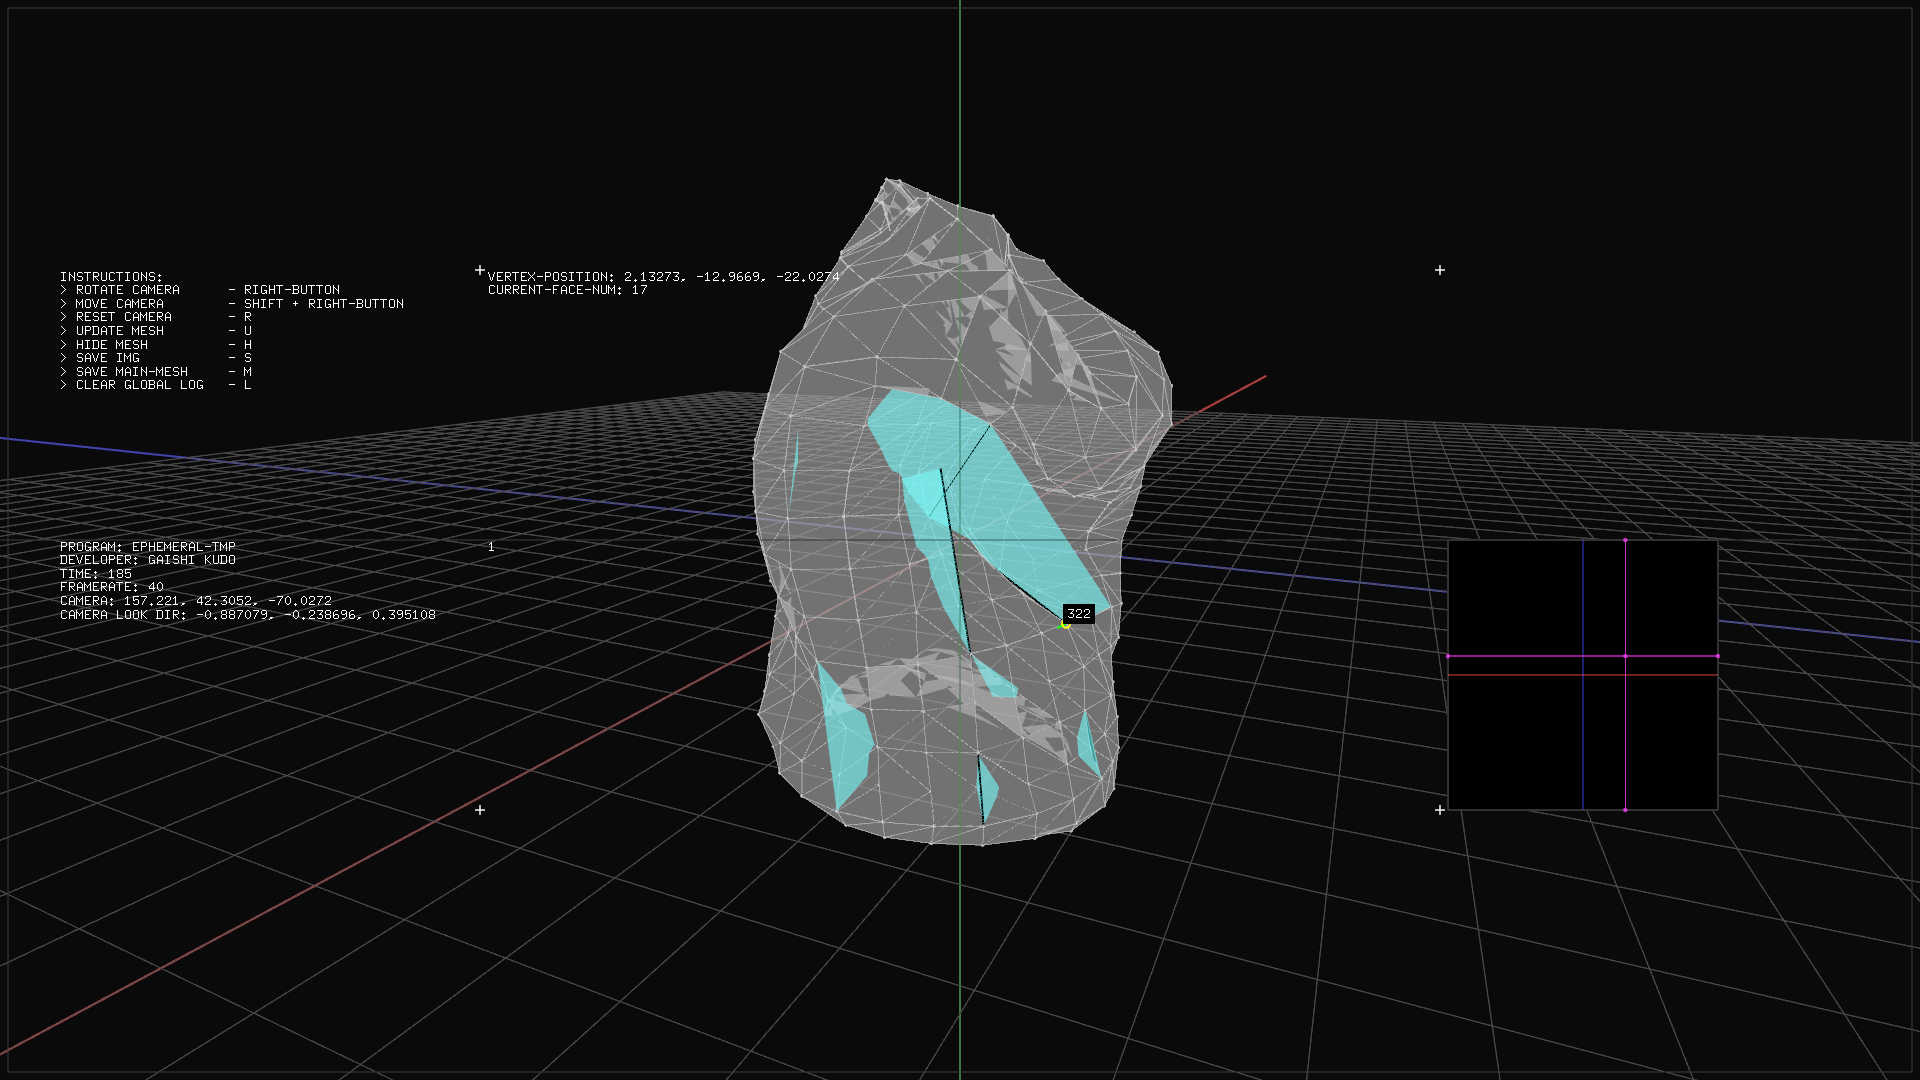 INSTRUCTIONS:
> ROTATE CAMERA - RIGHT-BUTTON
> MOVE CAMERA - SHIFT + RIGHT-BUTTON
> RESET CAMERA - R
> UPDATE MESH - U
> HIDE MESH - H
> SAVE IMG - S
> SAVE MAIN-MESH - M
> CLEAR GLOBAL LOG - L
VERTEX-POSITION: 2.13273, -12.9669, -22.0274
CURRENT-FACE-NUM: 17
PROGRAM: EPHEMERAL-TMP
DEVELOPER: GAISHI KUDO
TIME: 185
FRAMERATE: 40
CAMERA: 157.221, 42.3052, -70.0272
CAMERA LOOK DIR: -0.887079, -0.238696, 0.395108
1
322